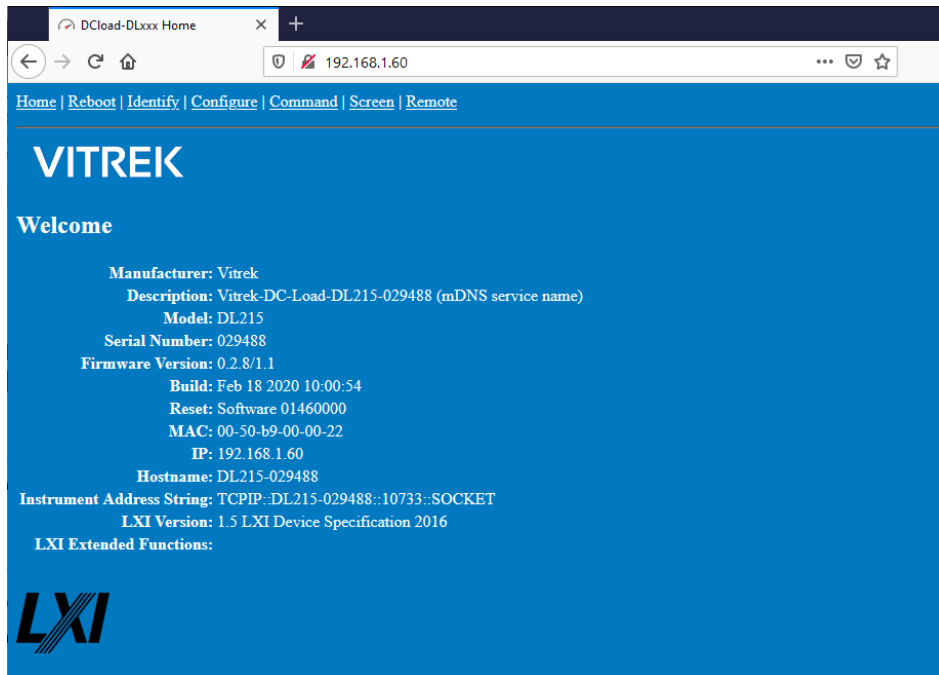 DCload-DLxxx Home
192.168.1.60
Home | Reboot | Identify | Configure | Command | Screen | Remote
VITREK
Welcome
Manufacturer: Vitrek
Description: Vitrek-DC-Load-DL215-029488 (mDNS service name)
Model: DL215
Serial Number: 029488
Firmware Version: 0.2.8/1.1
Build: Feb 18 2020 10:00:54
Reset: Software 01460000
MAC: 00-50-b9-00-00-22
IP: 192.168.1.60
Hostname: DL215-029488
Instrument Address String: TCPIP::DL215-029488::10733::SOCKET
LXI Version: 1.5 LXI Device Specification 2016
LXI Extended Functions:
LXI